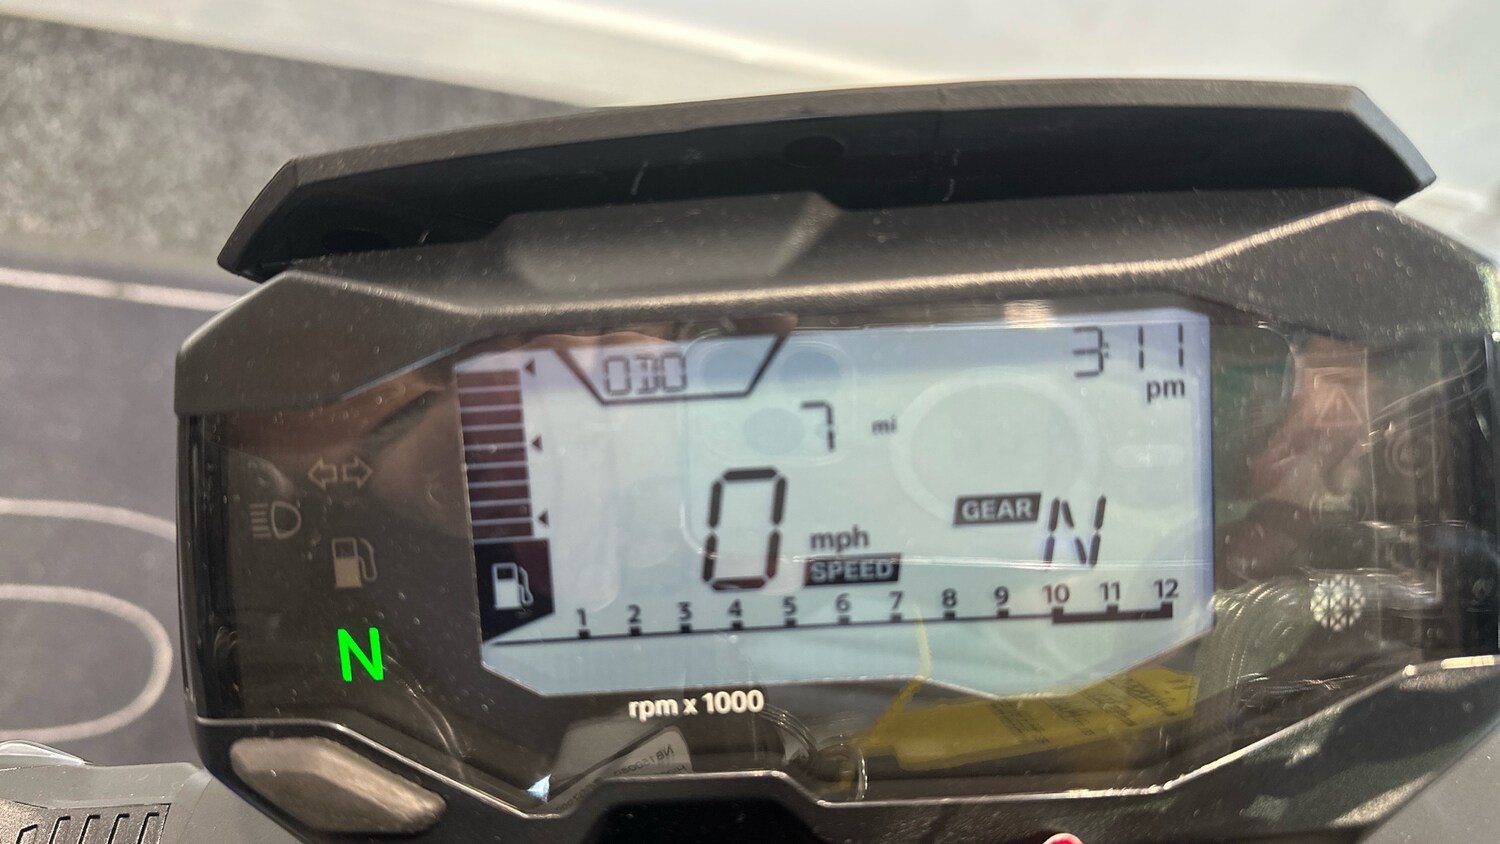 ODO
3:11
pm
7 mi
0 mph
SPEED
GEAR N
1 2 3 4 5 6 7 8 9 10 11 12
N
rpm x 1000